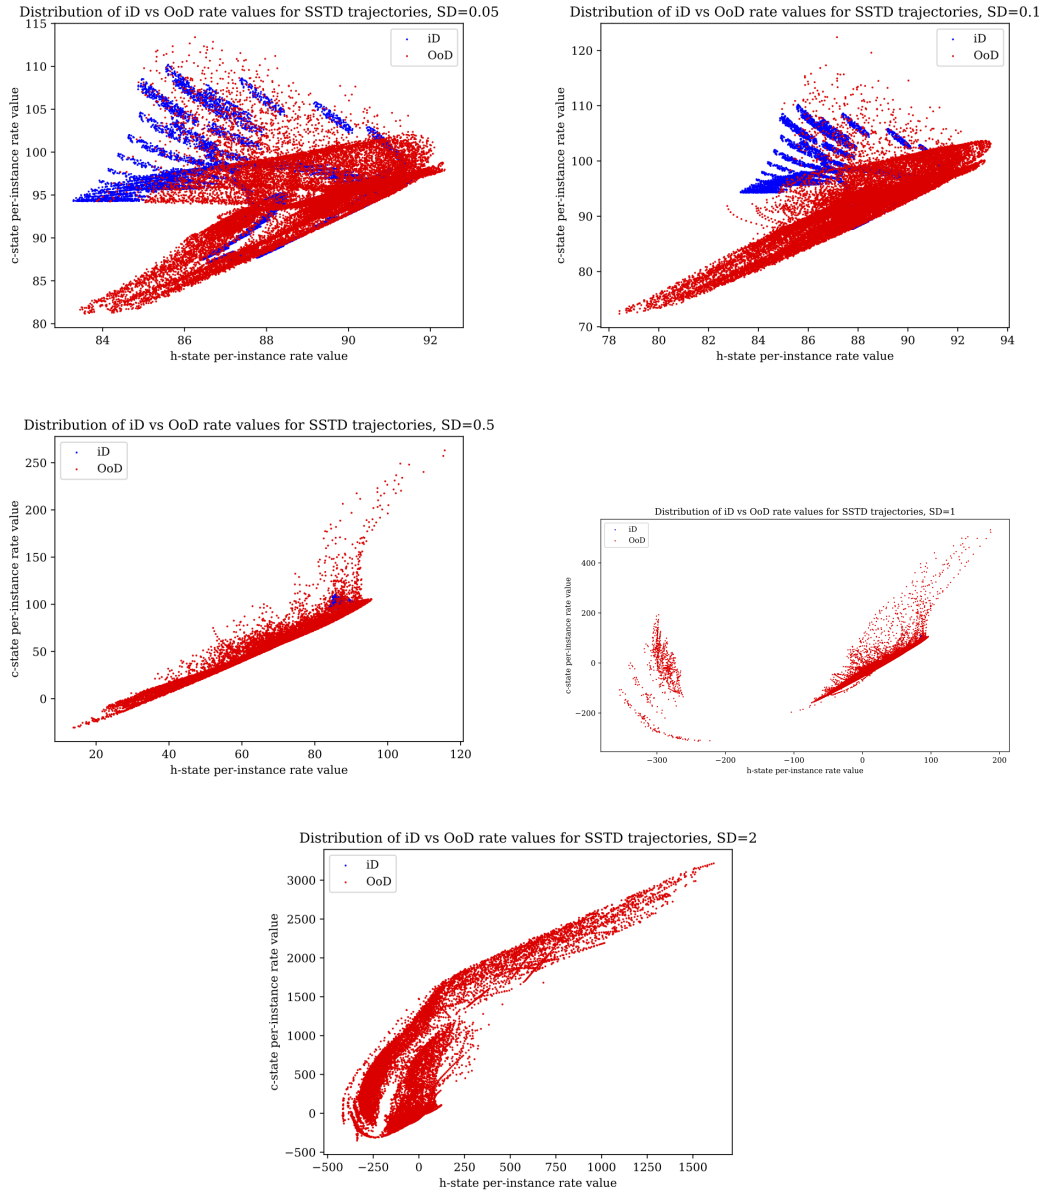 Distribution of iD vs OoD rate values for SSTD trajectories, SD=0.05
115
110
105
100
95
90
85
80
c-state per-instance rate value
iD
OoD
84 86 88 90 92
h-state per-instance rate value
Distribution of iD vs OoD rate values for SSTD trajectories, SD=0.1
120
110
100
90
80
70
c-state per-instance rate value
iD
OoD
78 80 82 84 86 88 90 92 94
h-state per-instance rate value
Distribution of iD vs OoD rate values for SSTD trajectories, SD=0.5
250
200
150
100
50
0
c-state per-instance rate value
iD
OoD
20 40 60 80 100 120
h-state per-instance rate value
Distribution of iD vs OoD rate values for SSTD trajectories, SD=1
400
200
0
−200
c-state per-instance rate value
iD
OoD
−300 −200 −100 0 100 200
h-state per-instance rate value
Distribution of iD vs OoD rate values for SSTD trajectories, SD=2
3000
2500
2000
1500
1000
500
0
−500
c-state per-instance rate value
iD
OoD
−500 −250 0 250 500 750 1000 1250 1500
h-state per-instance rate value